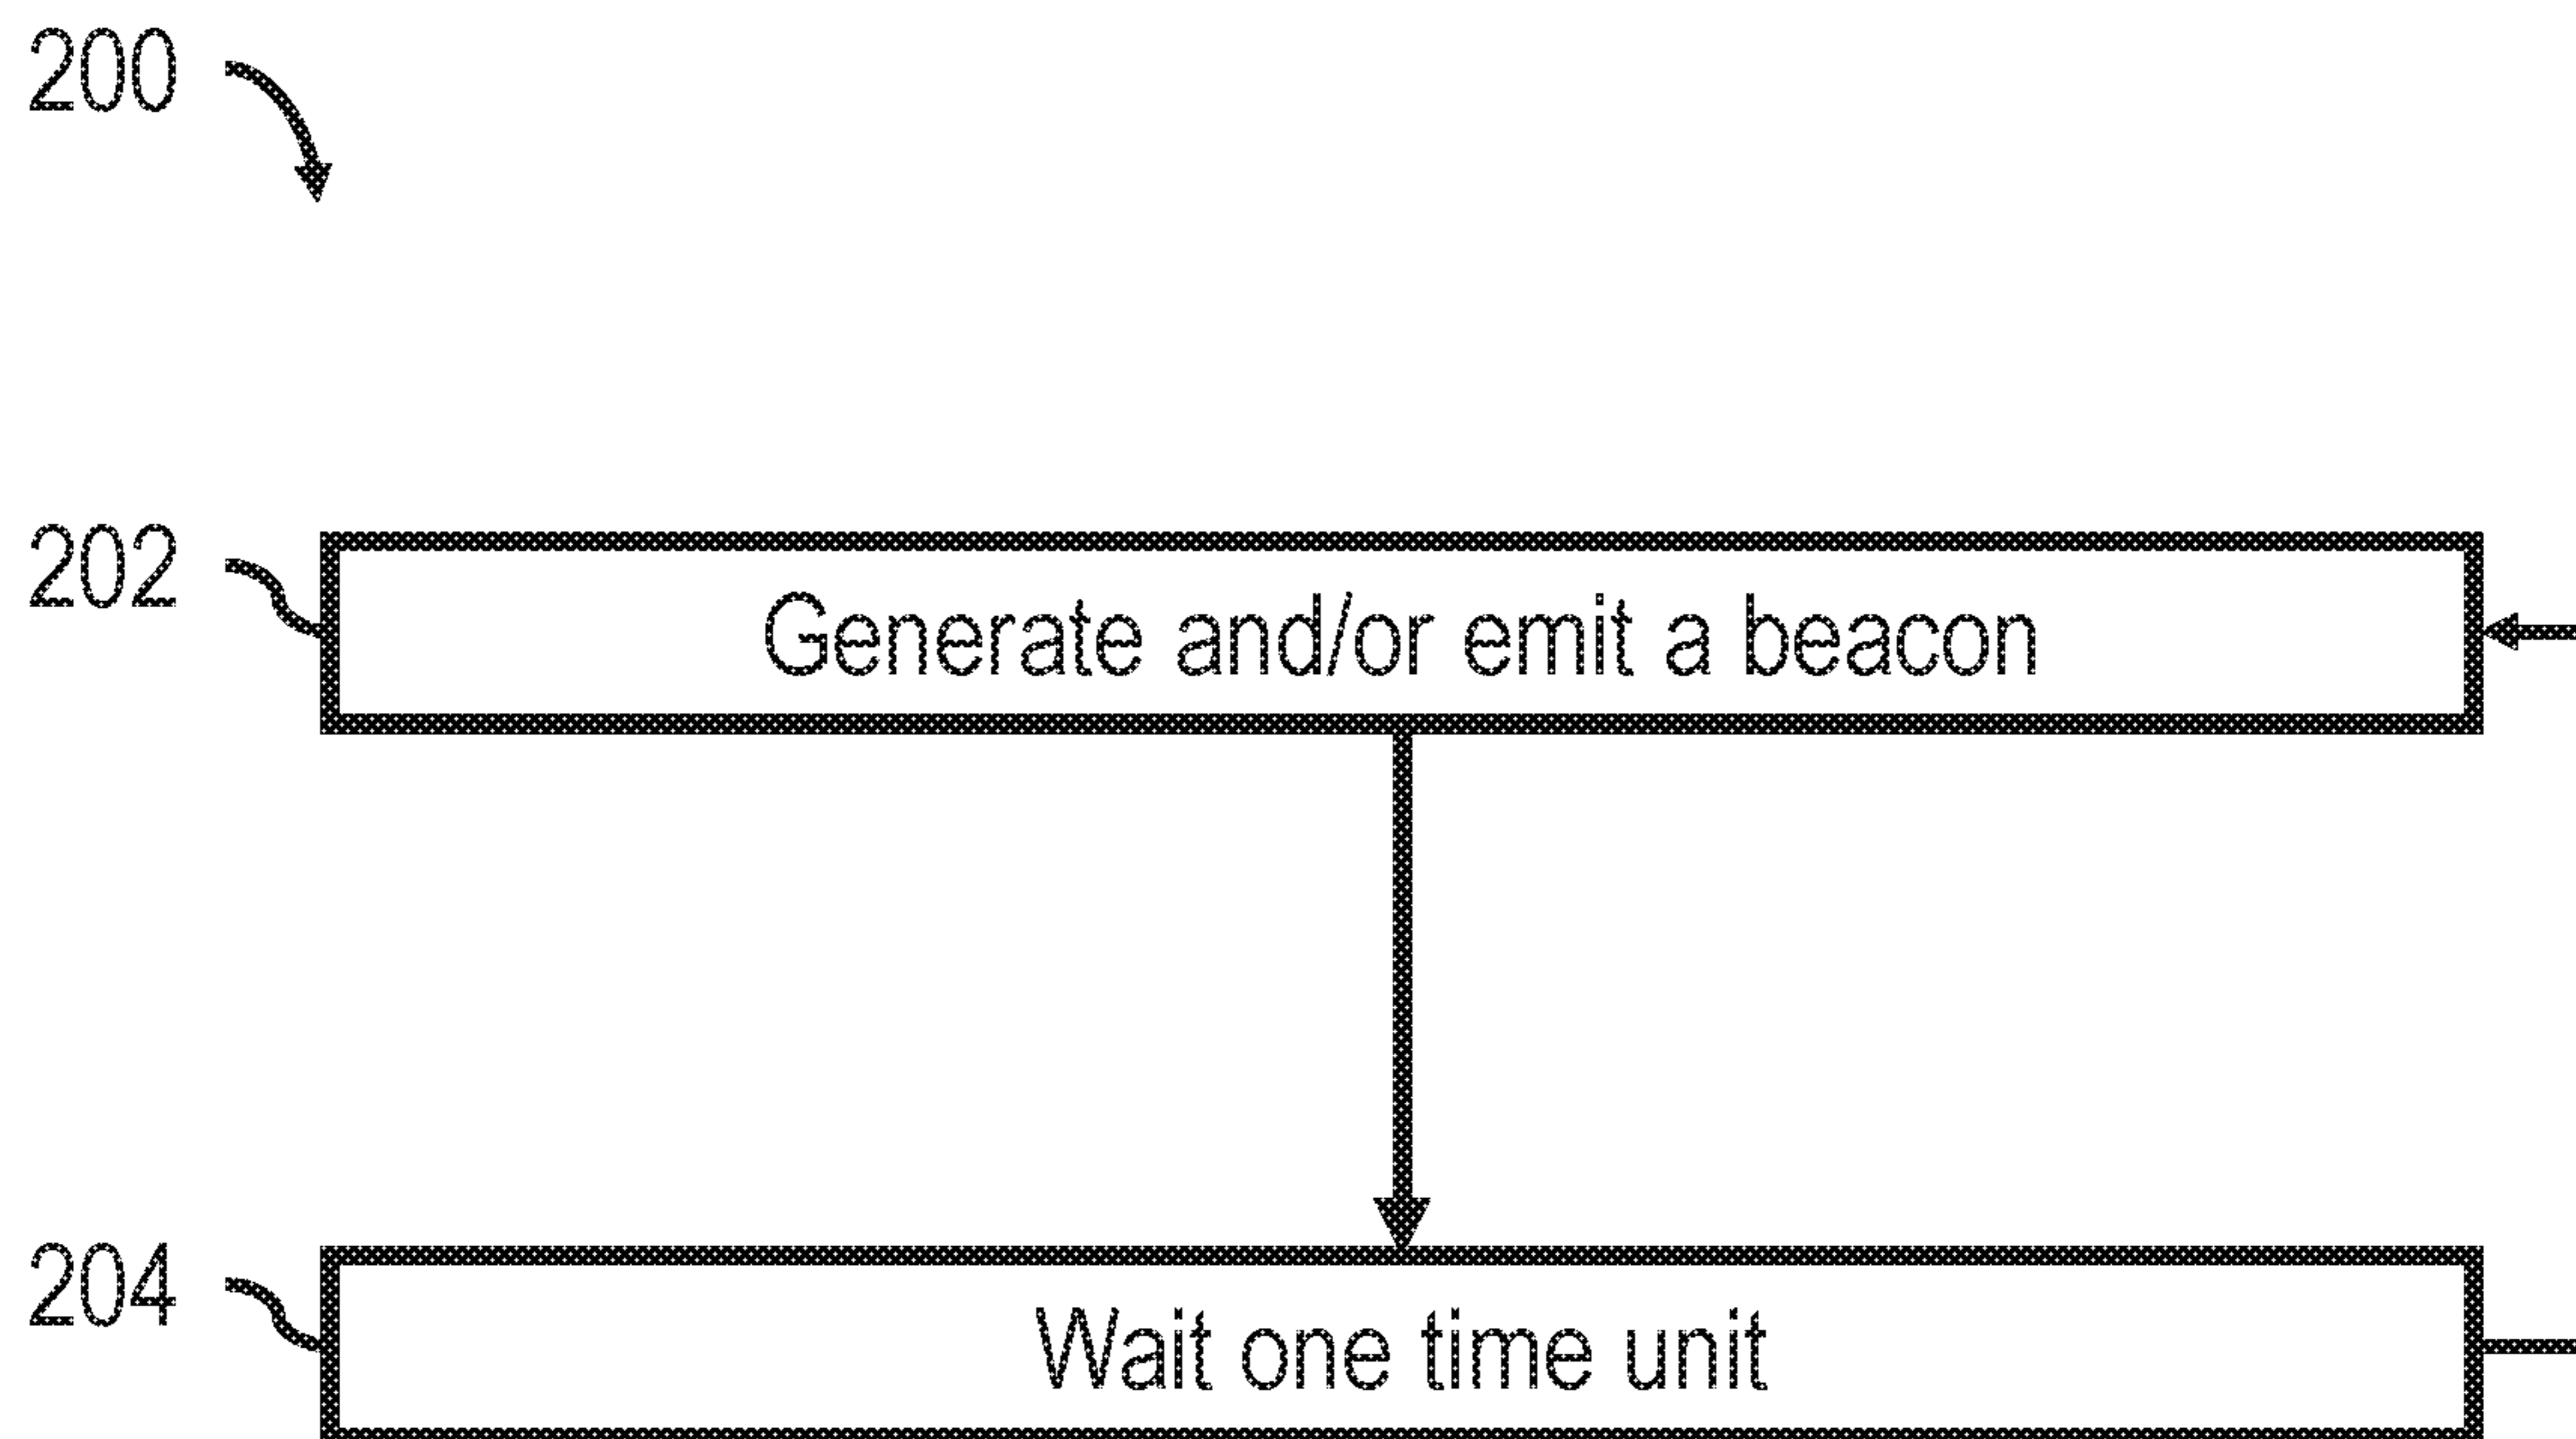 200
202
Generate and/or emit a beacon
204
Wait one time unit